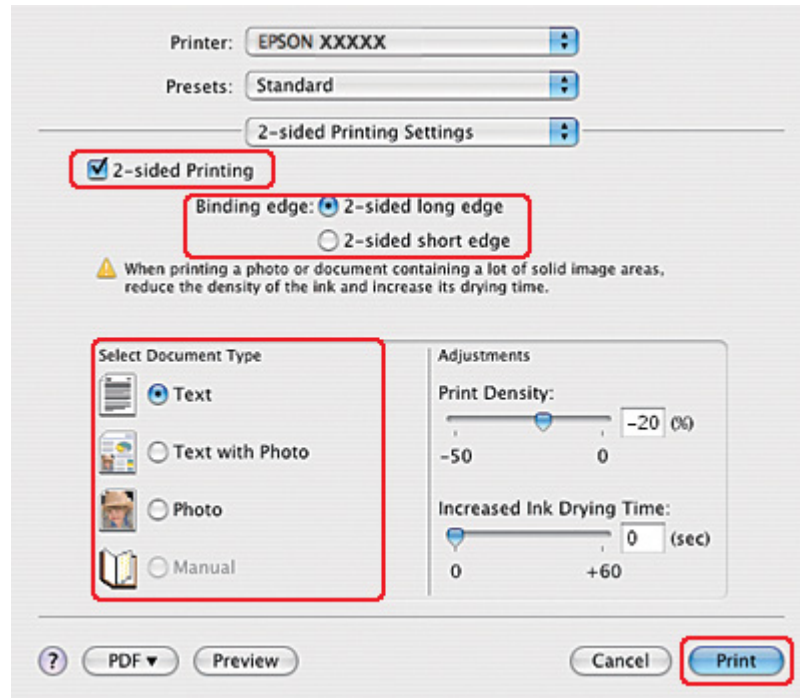 Printer: EPSON XXXXX
Presets: Standard
2-sided Printing Settings
2-sided Printing
Binding edge: 2-sided long edge
2-sided short edge
When printing a photo or document containing a lot of solid image areas,
reduce the density of the ink and increase its drying time.
Select Document Type
Text
Text with Photo
Photo
Manual
Adjustments
Print Density:
-20 (%)
-50 0
Increased Ink Drying Time:
0 (sec)
0 +60
? PDF ▼ Preview Cancel Print